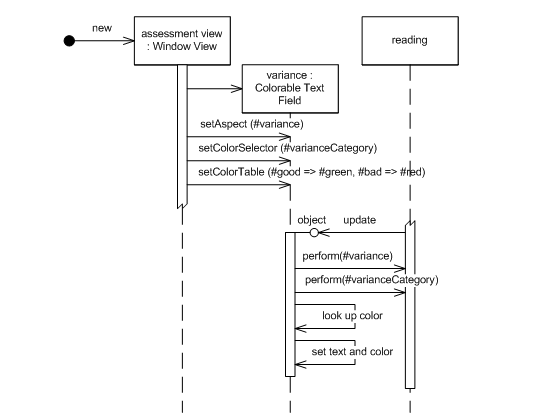 new
assessment view
: Window View
reading
variance :
Colorable Text
Field
setAspect (#variance)
setColorSelector (#varianceCategory)
setColorTable (#good => #green, #bad => #red)
object
update
perform(#variance)
perform(#varianceCategory)
look up color
set text and color